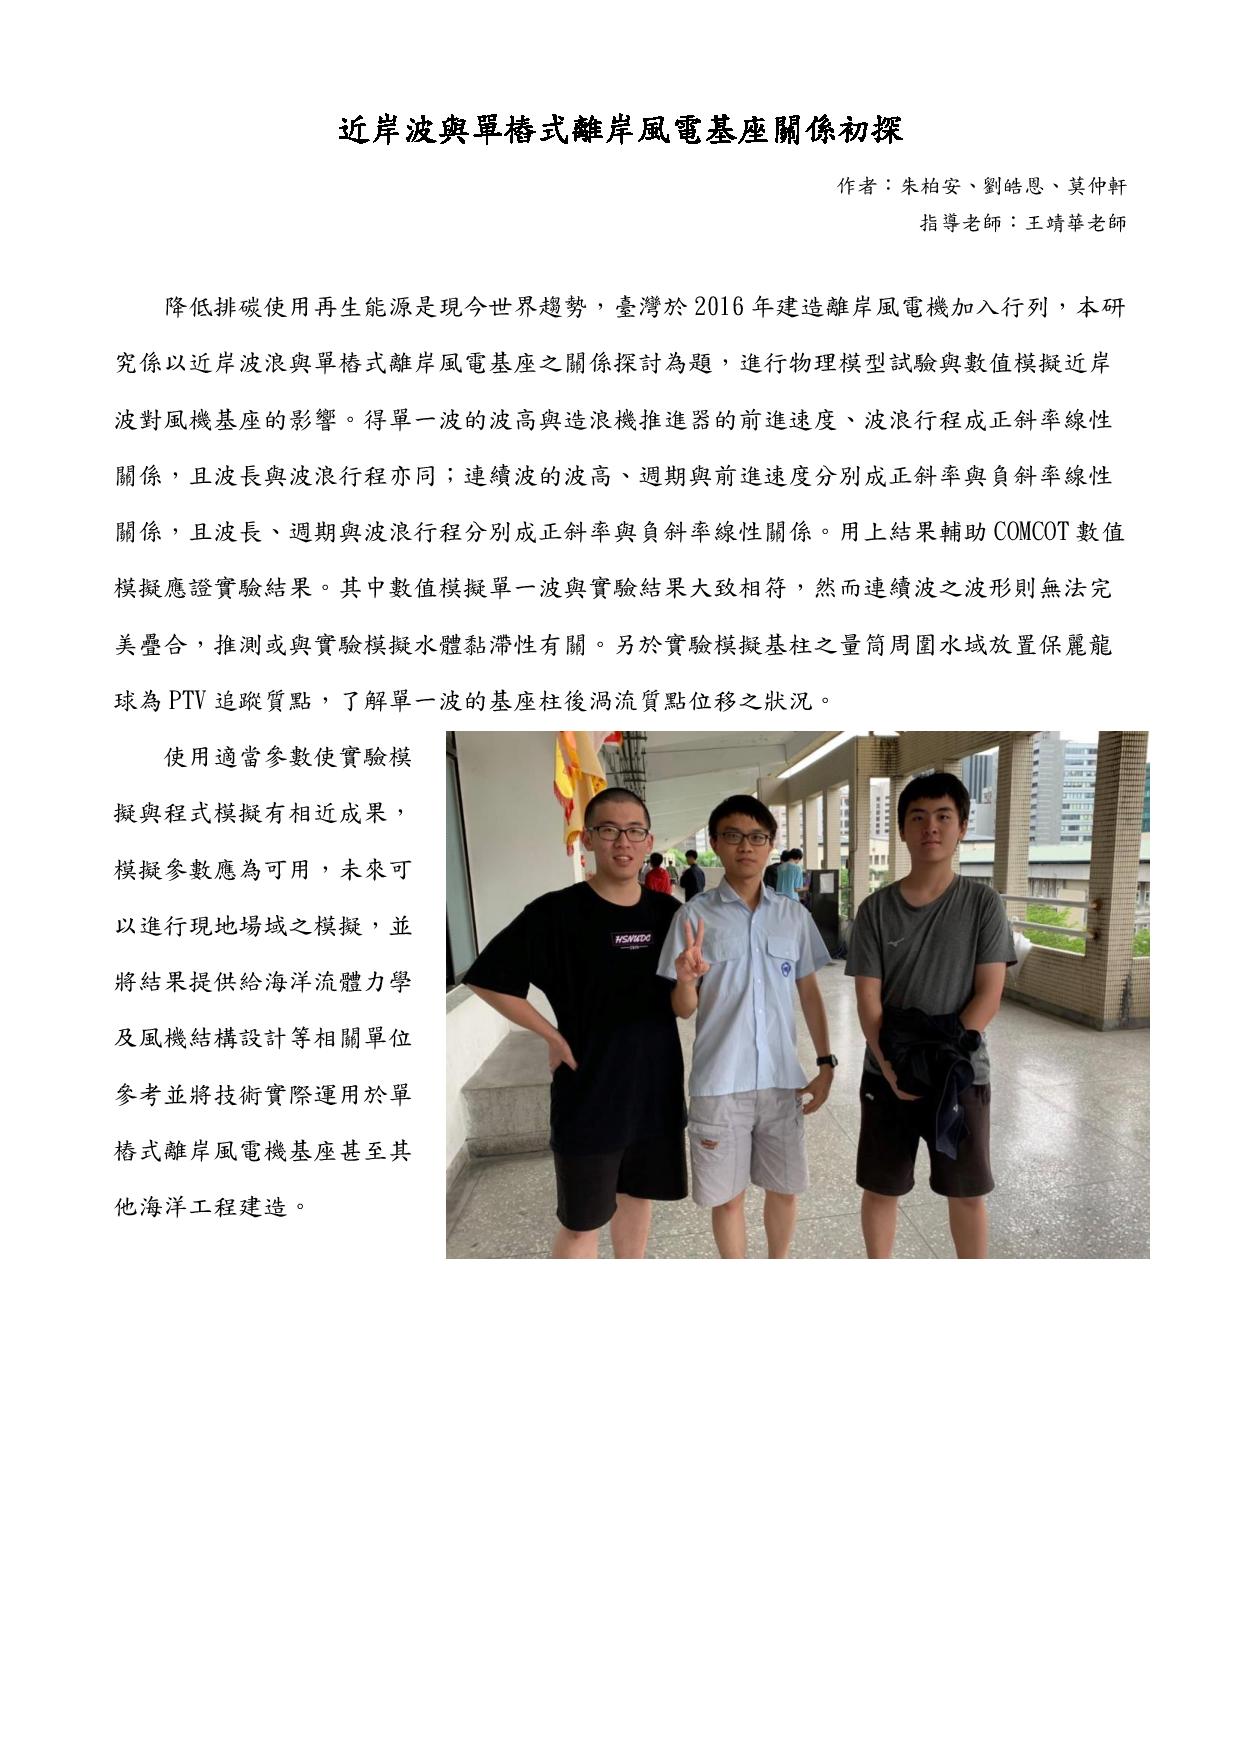 近岸波與單樁式離岸風電基座關係初探
作者：朱柏安、劉皓恩、莫仲軒
指導老師：王靖華老師
降低排碳使用再生能源是現今世界趨勢，臺灣於 2016 年建造離岸風電機加入行列，本研
究係以近岸波浪與單樁式離岸風電基座之關係探討為題，進行物理模型試驗與數值模擬近岸
波對風機基座的影響。得單一波的波高與造浪機推進器的前進速度、波浪行程成正斜率線性
關係，且波長與波浪行程亦同；連續波的波高、週期與前進速度分別成正斜率與負斜率線性
關係，且波長、週期與波浪行程分別成正斜率與負斜率線性關係。用上結果輔助 COMCOT 數值
模擬應證實驗結果。其中數值模擬單一波與實驗結果大致相符，然而連續波之波形則無法完
美疊合，推測或與實驗模擬水體黏滯性有關。另於實驗模擬基柱之量筒周圍水域放置保麗龍
球為 PTV 追蹤質點，了解單一波的基座柱後渦流質點位移之狀況。
使用適當參數使實驗模
擬與程式模擬有相近成果，
模擬參數應為可用，未來可
以進行現地場域之模擬，並
將結果提供給海洋流體力學
及風機結構設計等相關單位
參考並將技術實際運用於單
樁式離岸風電機基座甚至其
他海洋工程建造。
HSNUDC